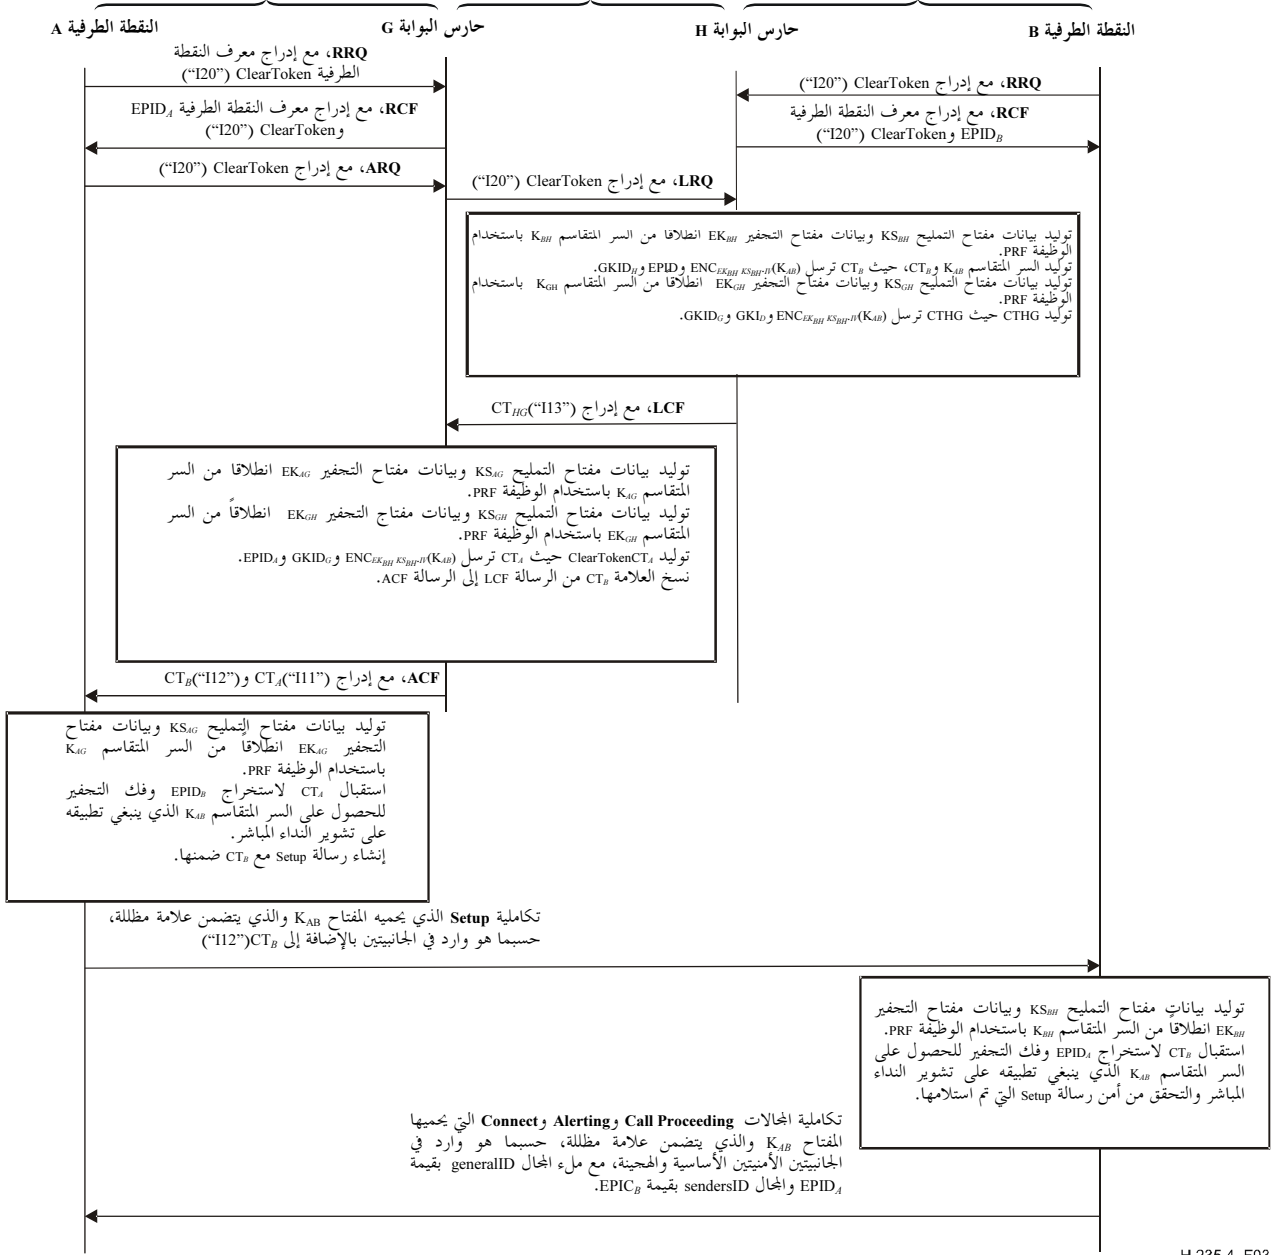 النقطة الطرفية A
حارس البوابة G
حارس البوابة H
النقطة الطرفية B
RRQ، مع إدراج معرف النقطة
الطرفية ClearToken (“I20”)
RRQ، مع إدراج ClearToken (“I20”)
RCF، مع إدراج معرف النقطة الطرفية EPIDA
وClearToken (“I20”)
RCF، مع إدراج معرف النقطة الطرفية
EPIDB وClearToken (“I20”)
ARQ، مع إدراج ClearToken (“I20”)
LRQ، مع إدراج ClearToken (“I20”)
توليد بيانات مفتاح التمليح KSBH وبيانات مفتاح التجفير EKBH انطلاقا من السر المتقاسم KBH باستخدام
الوظيفة PRF.
توليد السر المتقاسم KAB وCTB، حيث CTB ترسل ENCEKBH KSBH-IV(KAB) وEPID وGKIDH.
توليد بيانات مفتاح التمليح KSGH وبيانات مفتاح التجفير EKGH انطلاقاً من السر المتقاسم KGH باستخدام
الوظيفة PRF.
توليد CTHG حيث CTHG ترسل ENCEKBH KSBH-IV(KAB) وGKID وGKIDG.
LCF، مع إدراج CTHG(“I13”)
توليد بيانات مفتاح التمليح KSAG وبيانات مفتاح التجفير EKAG انطلاقا من السر
المتقاسم KAG باستخدام الوظيفة PRF.
توليد بيانات مفتاح التمليح KSGH وبيانات مفتاج التجفير EKGH انطلاقاً من السر
المتقاسم EKGH باستخدام الوظيفة PRF.
توليد ClearTokenCTA حيث CTA ترسل ENCEKBH KSBH-IV(KAB) وGKIDG وEPIDA.
نسخ العلامة CTB من الرسالة LCF إلى الرسالة ACF.
ACF، مع إدراج CTA(“I11”) وCTB(“I12”)
توليد بيانات مفتاح التمليح KSAG وبيانات مفتاح
التجفير EKAG انطلاقاً من السر المتقاسم KAG
باستخدام الوظيفة PRF.
استقبال CTA لاستخراج EPIDB وفك التجفير
للحصول على السر المتقاسم KAB الذي ينبغي تطبيقه
على تشوير النداء المباشر.
إنشاء رسالة Setup مع CTB ضمنها.
تكاملية Setup الذي يحميه المفتاح KAB والذي يتضمن علامة مظللة،
حسبما هو وارد في الجانبيتين بالإضافة إلى CTB(“I12”)
توليد بيانات مفتاح التمليح KSBH وبيانات مفتاح التجفير
EKBH انطلاقاً من السر المتقاسم KBH باستخدام الوظيفة PRF.
استقبال CTB لاستخراج EPIDA وفك التجفير للحصول على
السر المتقاسم KAB الذي ينبغي تطبيقه على تشوير النداء
المباشر والتحقق من أمن رسالة Setup التي تم استلامها.
تكاملية المجالات Call Proceeding وAlerting وConnect التي يحميها
المفتاح KAB والذي يتضمن علامة مظللة، حسبما هو وارد في
الجانبيتين الأمنيتين الأساسية والهجينة، مع ملء المجال generalID بقيمة
EPIDA والمجال sendersID بقيمة EPICB.